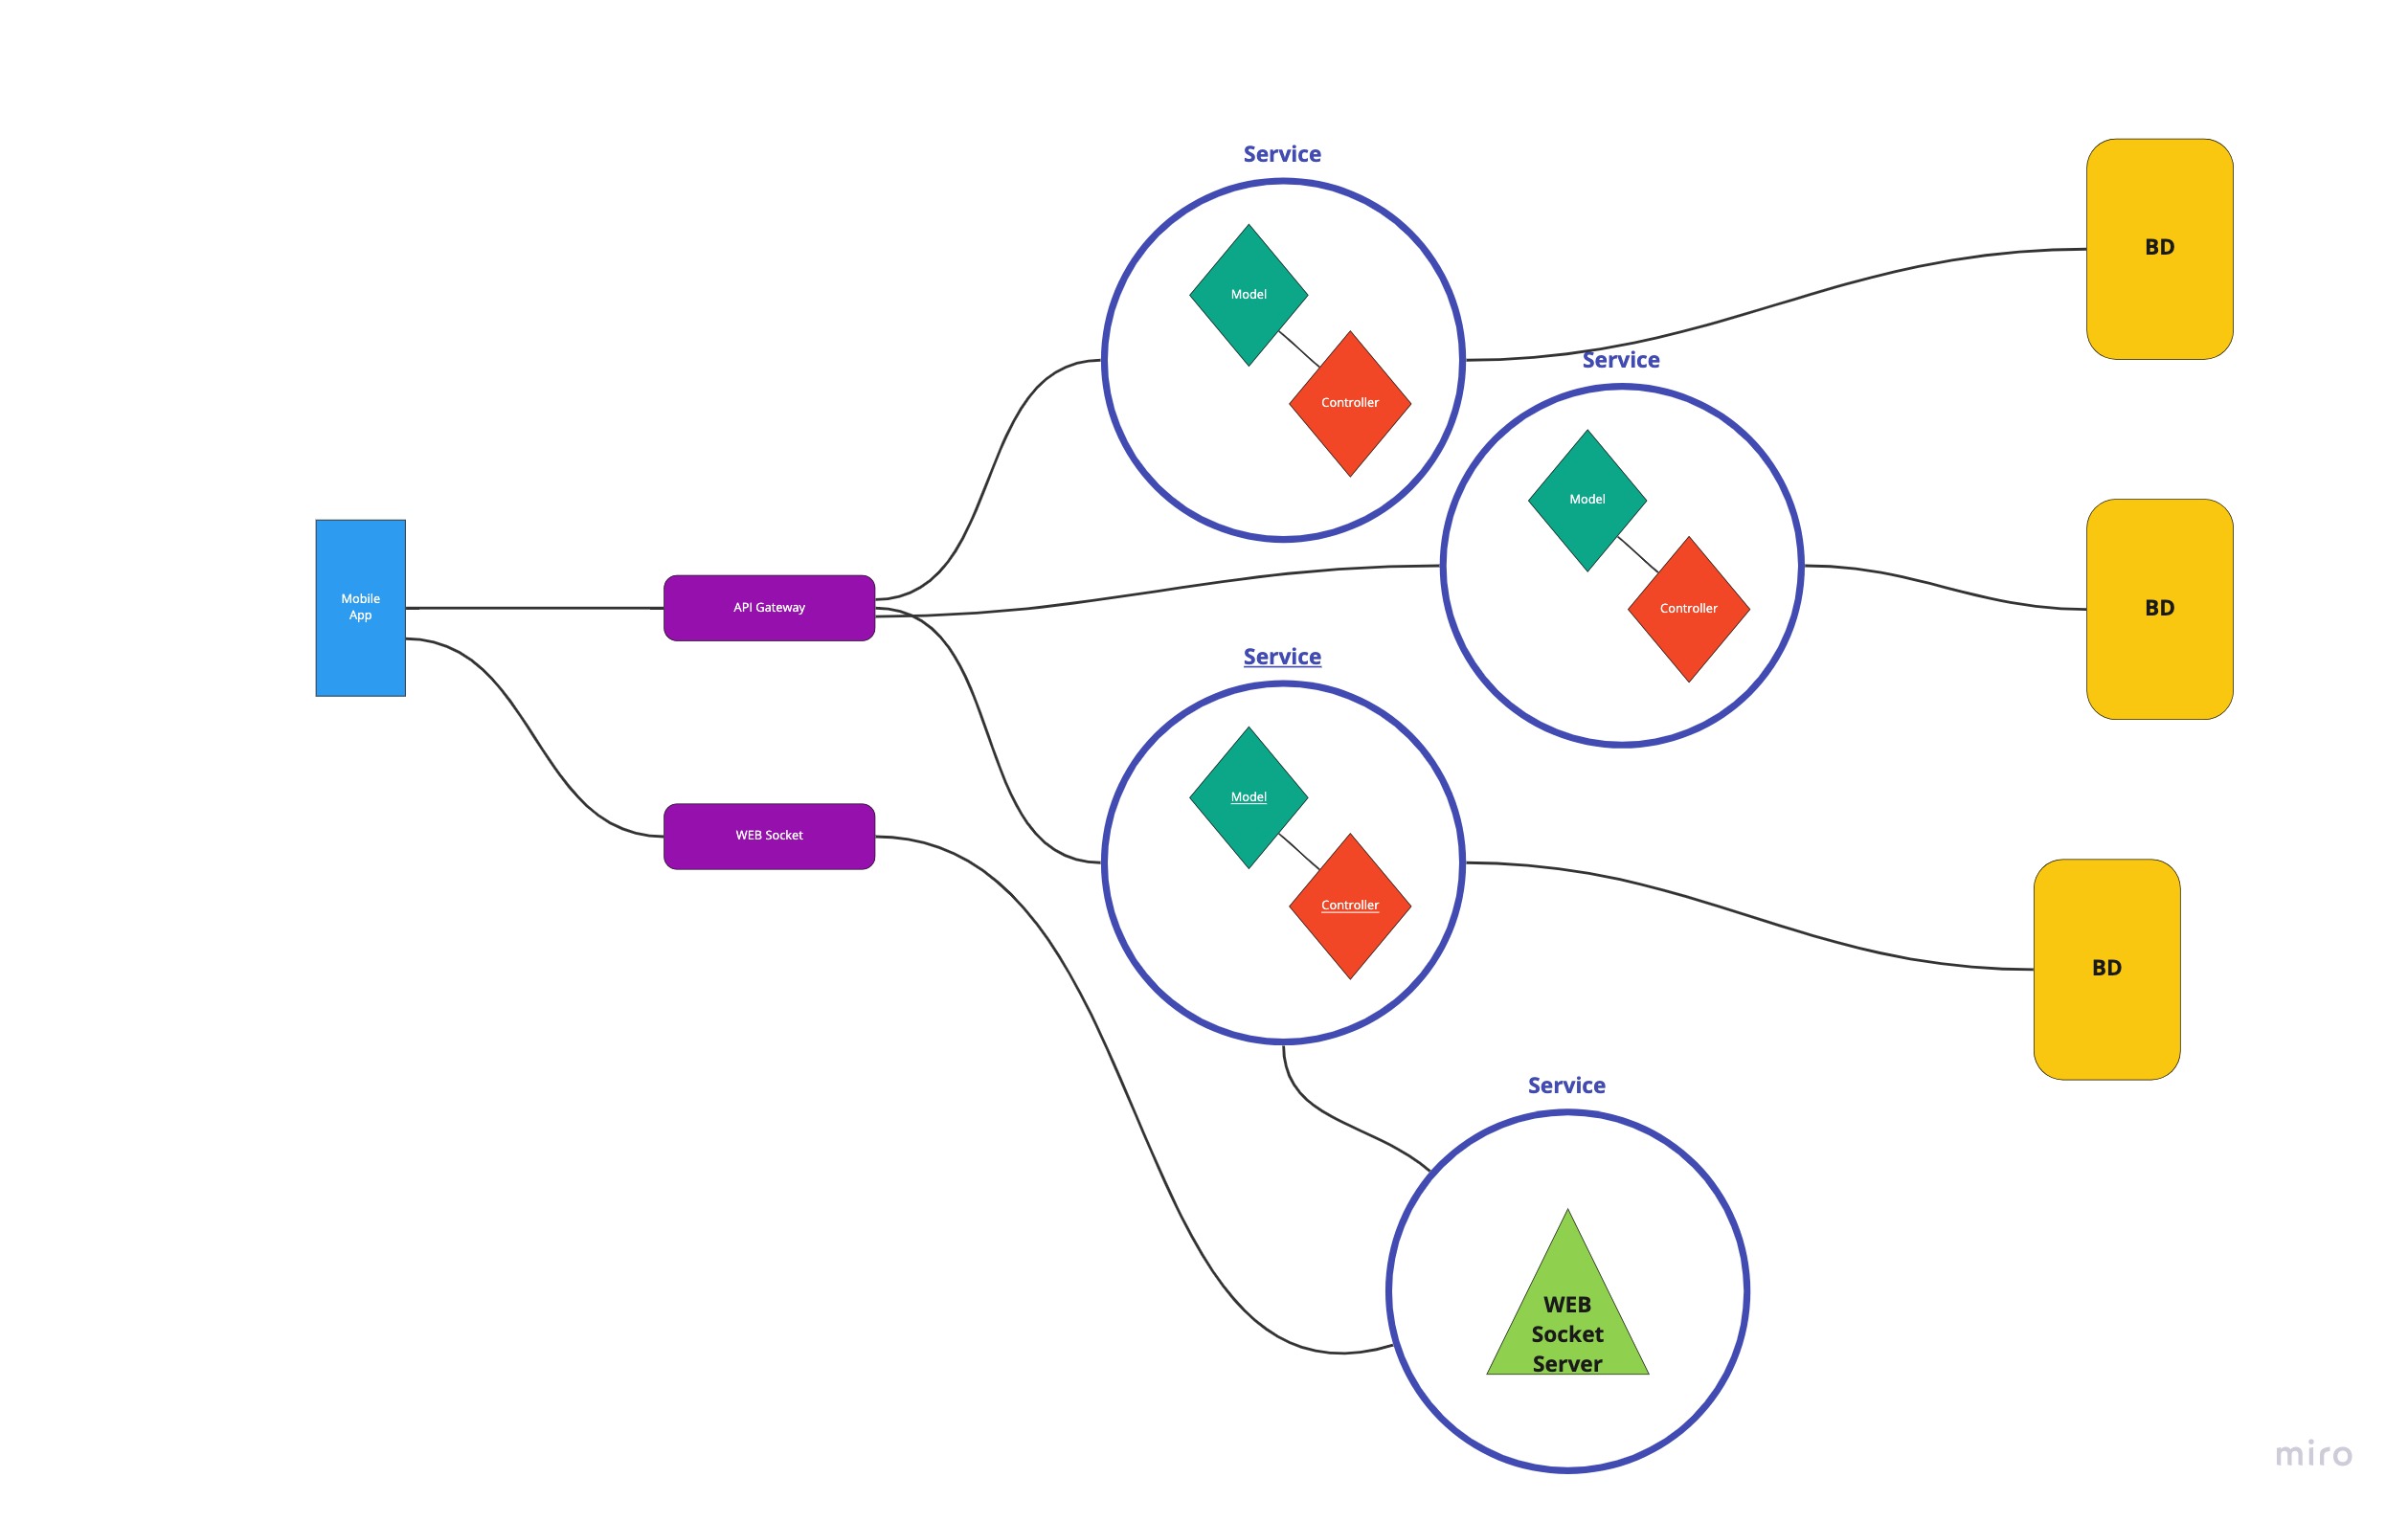 Service
Model
Controller
BD
Service
Model
Controller
BD
Mobile
App
API Gateway
Service
Model
Controller
WEB Socket
BD
Service
WEB
Socket
Server
miro